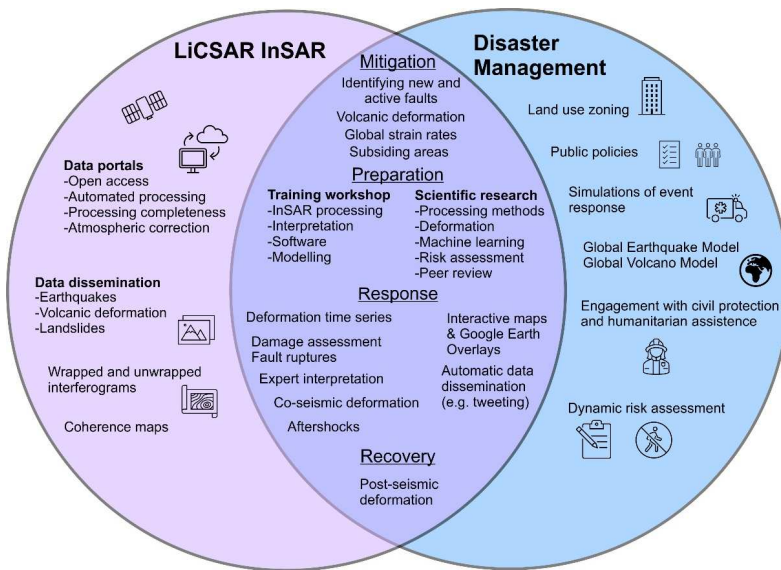 LiCSAR InSAR
Data portals
-Open access
-Automated processing
-Processing completeness
-Atmospheric correction
Data dissemination
-Earthquakes
-Volcanic deformation
-Landslides
Wrapped and unwrapped
interferograms
Coherence maps
Mitigation
Identifying new and
active faults
Volcanic deformation
Global strain rates
Subsiding areas
Preparation
Training workshop
-InSAR processing
-Interpretation
-Software
-Modelling
Scientific research
-Processing methods
-Deformation
-Machine learning
-Risk assessment
-Peer review
Response
Deformation time series
Damage assessment
Fault ruptures
Expert interpretation
Co-seismic deformation
Aftershocks
Interactive maps
& Google Earth
Overlays
Automatic data
dissemination
(e.g. tweeting)
Recovery
Post-seismic
deformation
Disaster
Management
Land use zoning
Public policies
Simulations of event
response
Global Earthquake Model
Global Volcano Model
Engagement with civil protection
and humanitarian assistence
Dynamic risk assessment